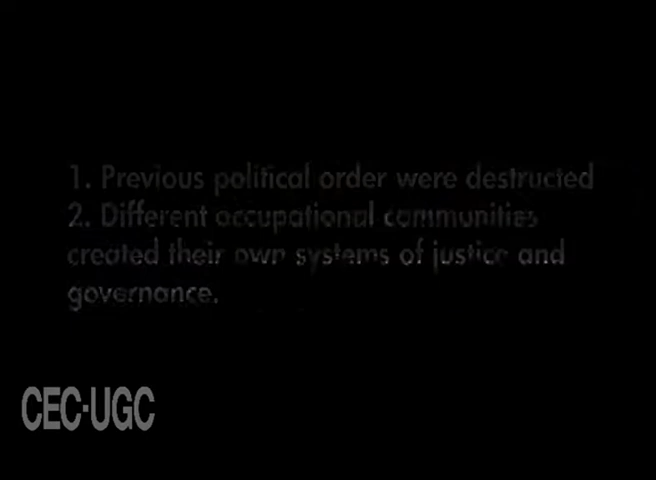 1. Previous political order were destructed
2. Different occupational communities
created their own systems of justice and
governance.
CEC-UGC